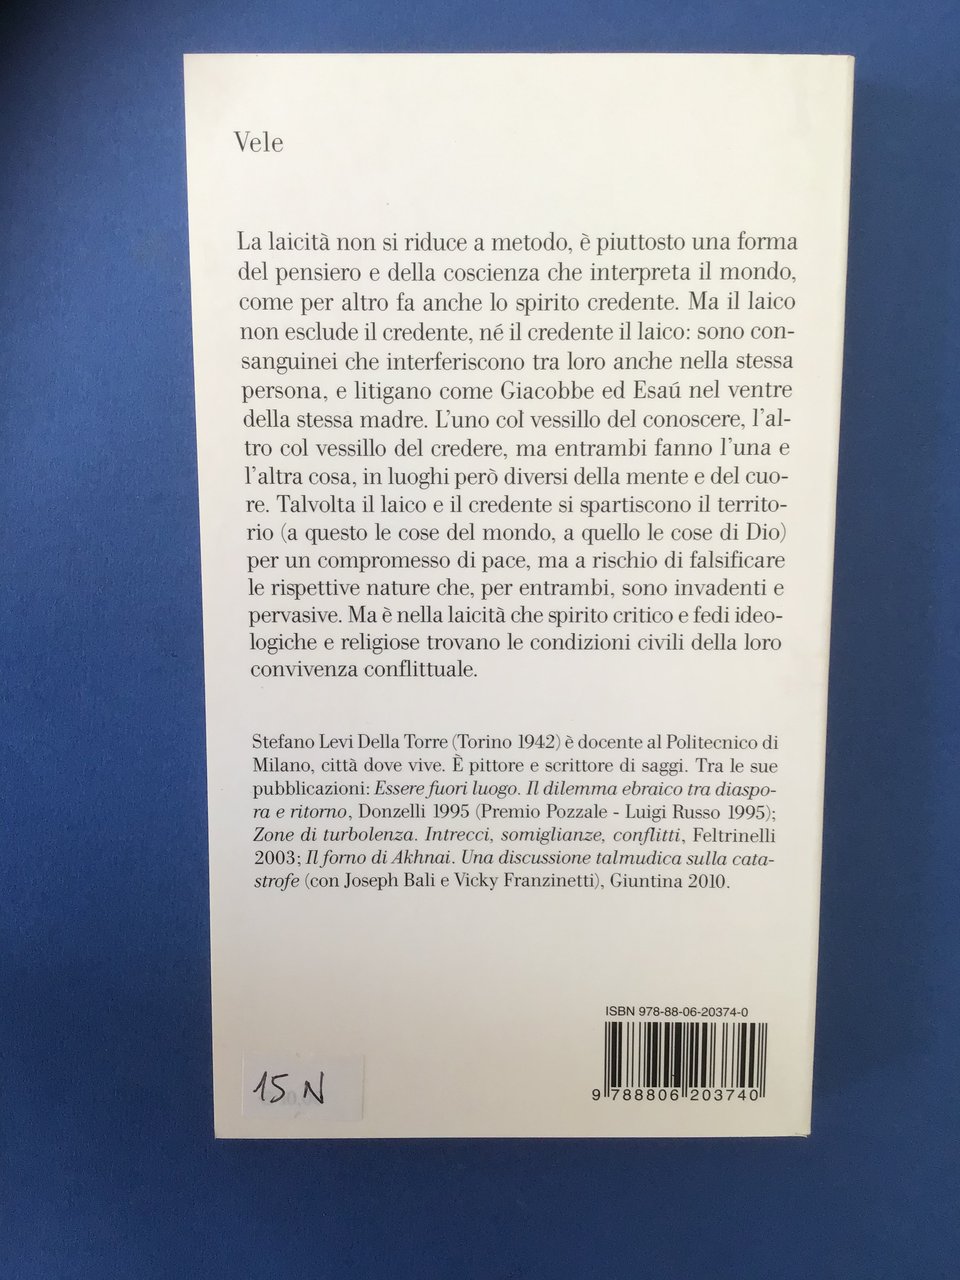 Vele
La laicità non si riduce a metodo, è piuttosto una forma
del pensiero e della coscienza che interpreta il mondo,
come per altro fa anche lo spirito credente. Ma il laico
non esclude il credente, né il credente il laico: sono con-
sanguinei che interferiscono tra loro anche nella stessa
persona, e litigano come Giacobbe ed Esaú nel ventre
della stessa madre. L'uno col vessillo del conoscere, l'al-
tro col vessillo del credere, ma entrambi fanno l'una e
l'altra cosa, in luoghi però diversi della mente e del cuo-
re. Talvolta il laico e il credente si spartiscono il territo-
rio (a questo le cose del mondo, a quello le cose di Dio)
per un compromesso di pace, ma a rischio di falsificare
le rispettive nature che, per entrambi, sono invadenti e
pervasive. Ma è nella laicità che spirito critico e fedi ideo-
logiche e religiose trovano le condizioni civili della loro
convivenza conflittuale.
Stefano Levi Della Torre (Torino 1942) è docente al Politecnico di
Milano, città dove vive. È pittore e scrittore di saggi. Tra le sue
pubblicazioni: Essere fuori luogo. Il dilemma ebraico tra diaspo-
ra e ritorno, Donzelli 1995 (Premio Pozzale - Luigi Russo 1995);
Zone di turbolenza. Intrecci, somiglianze, conflitti, Feltrinelli
2003; Il forno di Akhnai. Una discussione talmudica sulla cata-
strofe (con Joseph Bali e Vicky Franzinetti), Giuntina 2010.
ISBN 978-88-06-20374-0
9 788806 203740
15 N